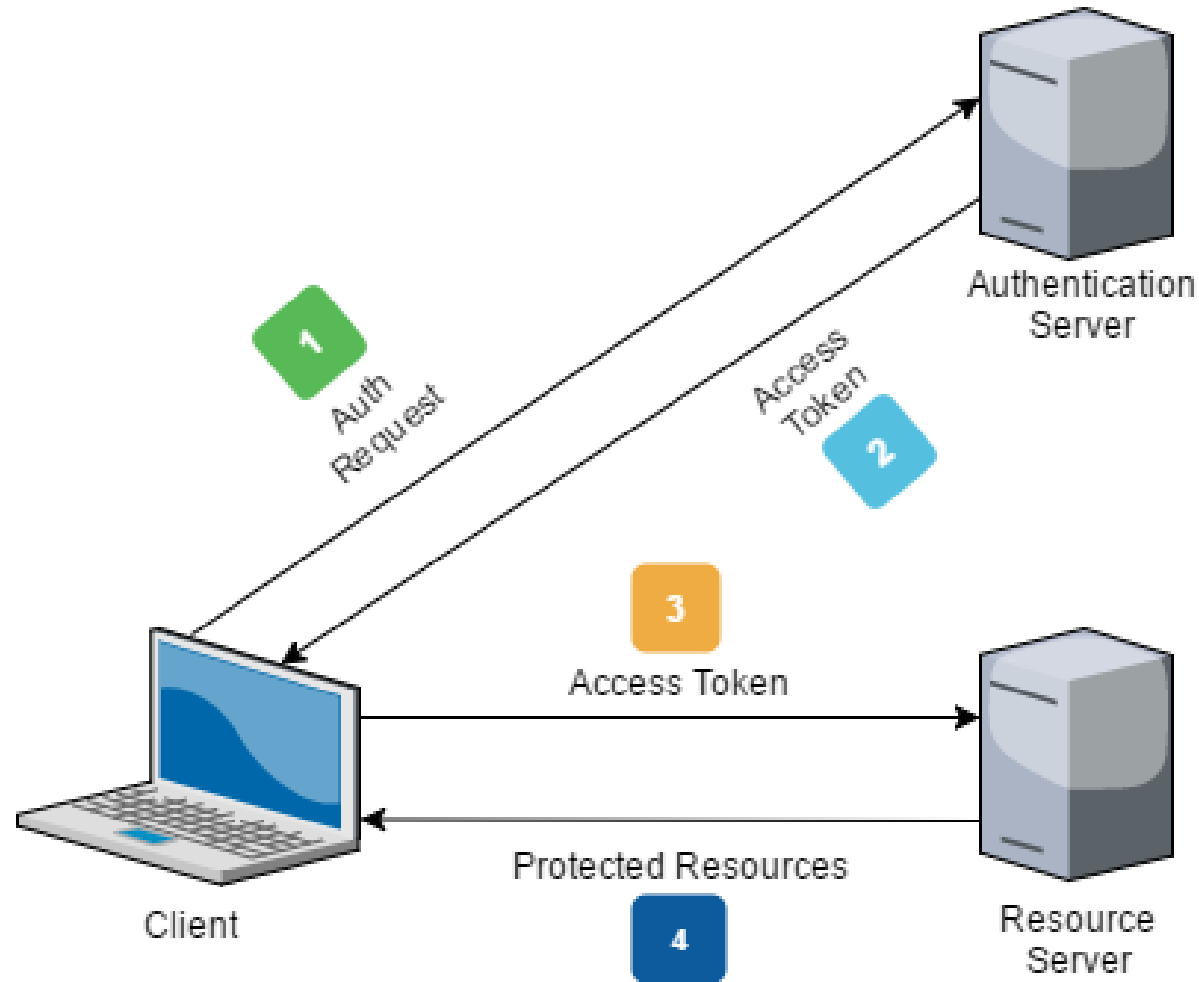 Authentication
Server
1
Auth
Request
Access
Token
2
3
Access Token
Protected Resources
4
Client
Resource
Server